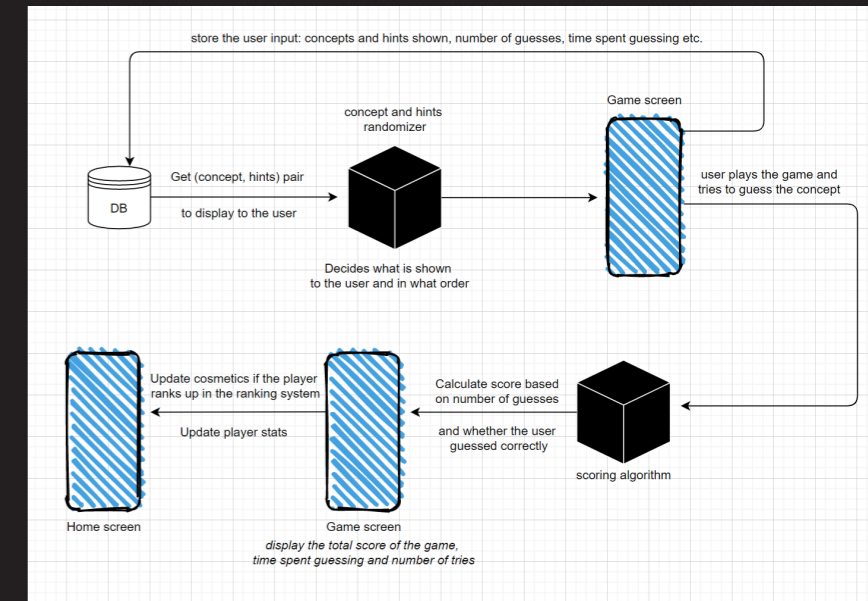 store the user input: concepts and hints shown, number of guesses, time spent guessing etc.
Game screen
concept and hints
randomizer
Get (concept, hints) pair
to display to the user
DB
user plays the game and
tries to guess the concept
Decides what is shown
to the user and in what order
Update cosmetics if the player
ranks up in the ranking system
Update player stats
Calculate score based
on number of guesses
and whether the user
guessed correctly
scoring algorithm
Home screen
Game screen
display the total score of the game,
time spent guessing and number of tries